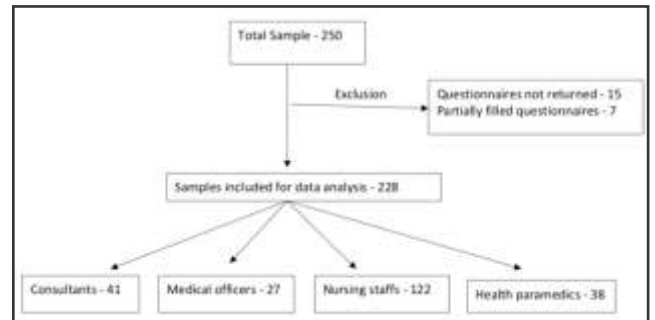 Total Sample - 250
Exclusion
Questionnaires not returned - 15
Partially filled questionnaires - 7
Samples included for data analysis - 228
Consultants - 41
Medical officers - 27
Nursing staffs - 122
Health paramedics - 38